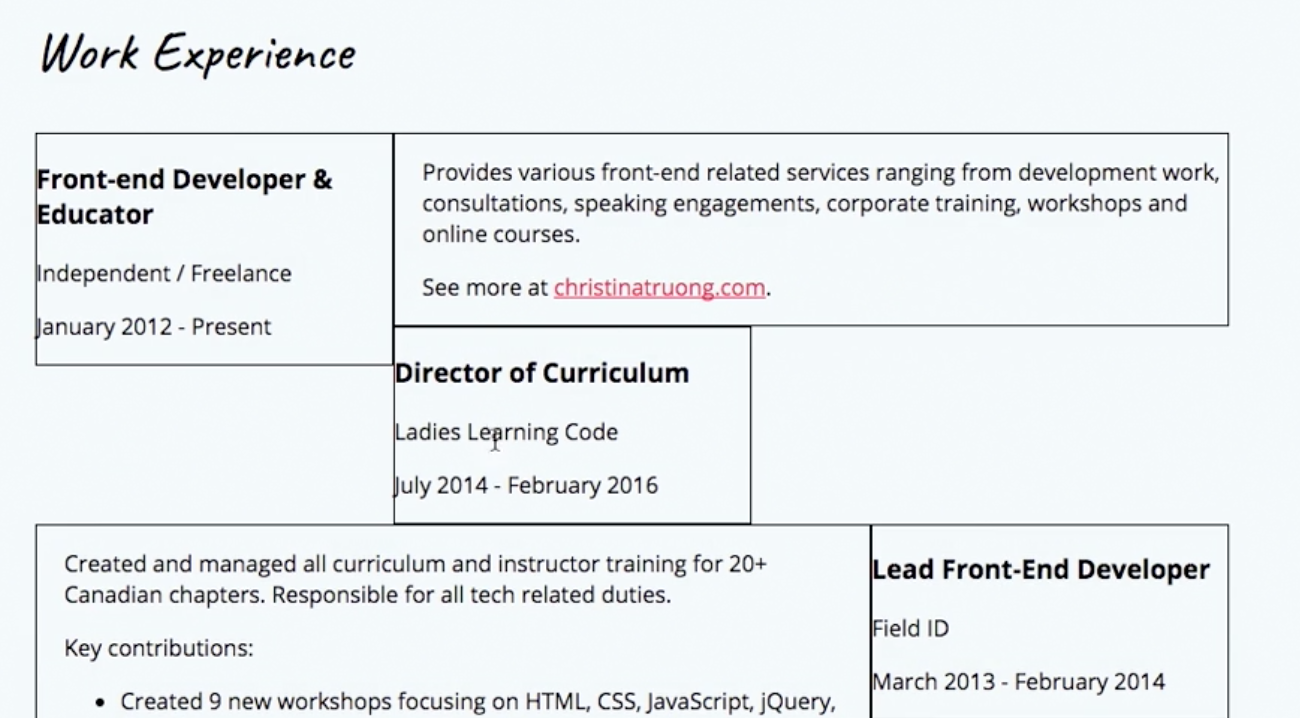 Work Experience
Front-end Developer &
Educator
Independent / Freelance
January 2012 - Present
Provides various front-end related services ranging from development work,
consultations, speaking engagements, corporate training, workshops and
online courses.
See more at christinatruong.com.
Director of Curriculum
Ladies Learning Code
July 2014 - February 2016
Created and managed all curriculum and instructor training for 20+
Canadian chapters. Responsible for all tech related duties.
Key contributions:
• Created 9 new workshops focusing on HTML, CSS, JavaScript, jQuery,
Lead Front-End Developer
Field ID
March 2013 - February 2014